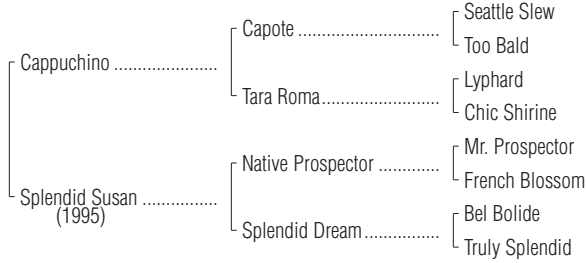 Seattle Slew
Capote ................................
Too Bald
Cappuchino .....................
Lyphard
Tara Roma...........................
Chic Shirine
Mr. Prospector
Native Prospector .............
French Blossom
Splendid Susan ...............
(1995)
Bel Bolide
Splendid Dream.................
Truly Splendid